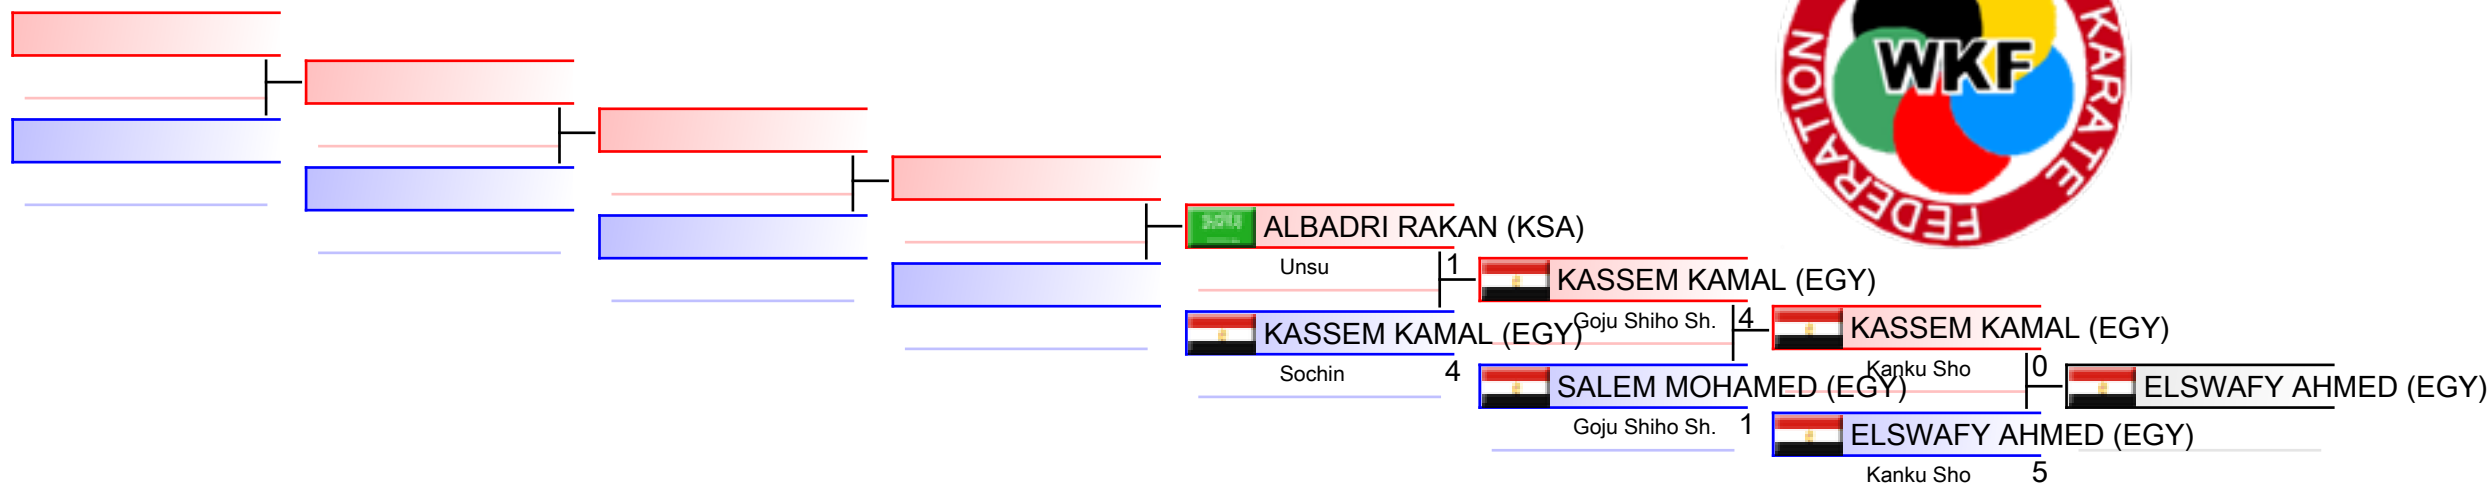 KARATE
WKF
FEDERATION
ALBADRI RAKAN (KSA)
Unsu
1
KASSEM KAMAL (EGY)
Sochin
4
KASSEM KAMAL (EGY)
Goju Shiho Sh.
4
SALEM MOHAMED (EGY)
Goju Shiho Sh.
1
KASSEM KAMAL (EGY)
Kanku Sho
0
ELSWAFY AHMED (EGY)
Kanku Sho
5
ELSWAFY AHMED (EGY)